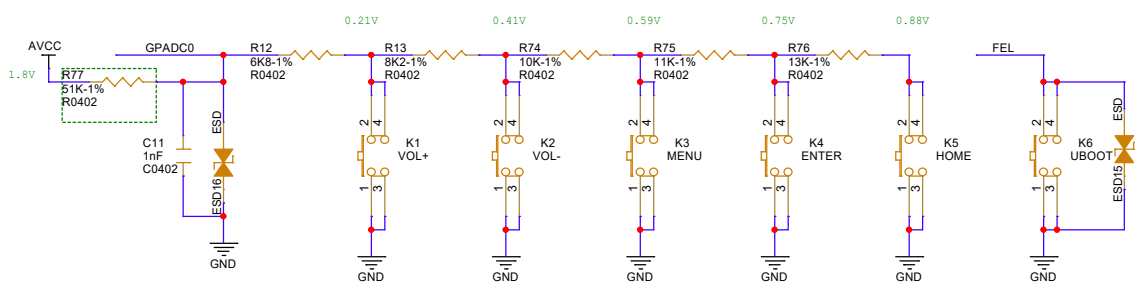 0.21V
0.41V
0.59V
0.75V
0.88V
AVCC
GPADC0
R12
6K8-1%
R0402
R13
8K2-1%
R0402
R74
10K-1%
R0402
R75
11K-1%
R0402
R76
13K-1%
R0402
FEL
1.8V
R77
51K-1%
R0402
C11
1nF
C0402
ESD
ESD16
GND
2
4
K1
VOL+
1
3
GND
2
4
K2
VOL-
1
3
GND
2
4
K3
MENU
1
3
GND
2
4
K4
ENTER
1
3
GND
2
4
K5
HOME
1
3
GND
2
4
K6
UBOOT
1
3
GND
ESD
ESD15